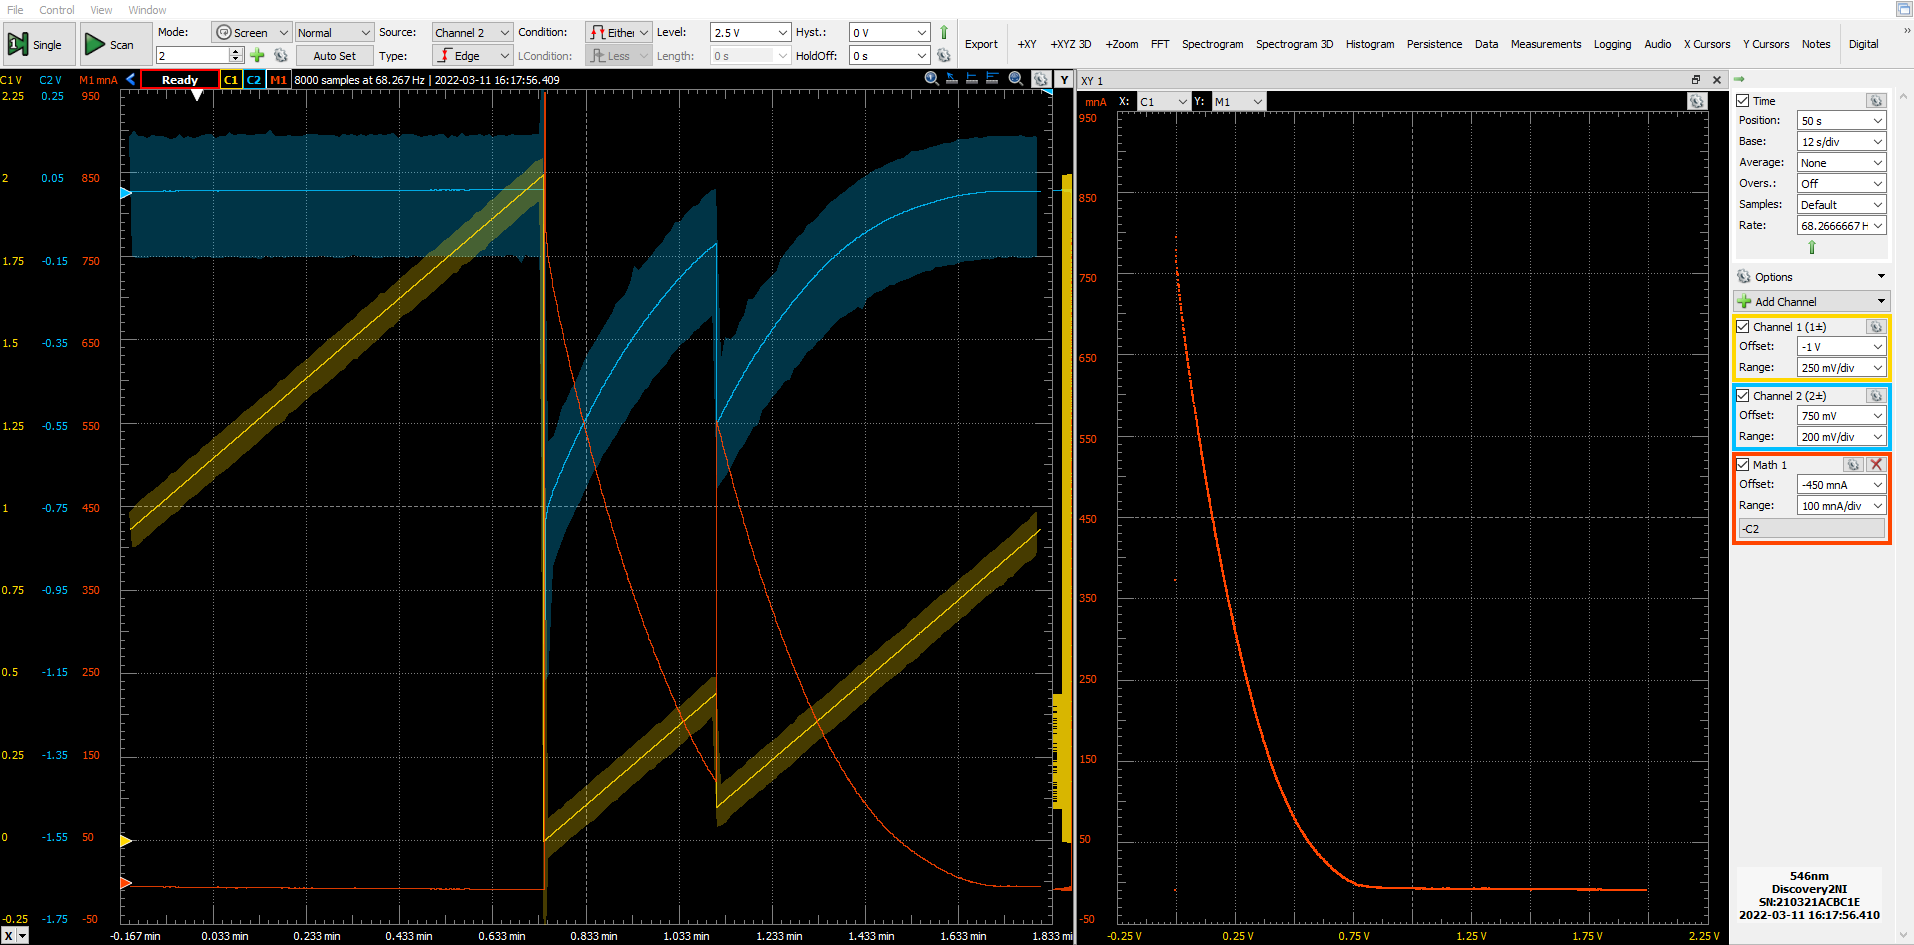 File Control View Window
Single Scan Mode: Screen Normal Source: Channel 2 Condition: Either Level: 2.5 V Hyst.: 0 V Export +XY +XYZ 3D +Zoom FFT Spectrogram Spectrogram 3D Histogram Persistence Data Measurements Logging Audio X Cursors Y Cursors Notes Digital »
2 Auto Set Type: Edge LCondition: Less Length: 0 s HoldOff: 0 s
C1 V C2 V M1 mnA Ready C1 C2 M1 8000 samples at 68.267 Hz | 2022-03-11 16:17:56.409 Y
2.25 0.25 950
2 0.05 850
1.75 -0.15 750
1.5 -0.35 650
1.25 -0.55 550
1 -0.75 450
0.75 -0.95 350
0.5 -1.15 250
0.25 -1.35 150
0 -1.55 50
-0.25 -1.75 -50
X -0.167 min 0.033 min 0.233 min 0.433 min 0.633 min 0.833 min 1.033 min 1.233 min 1.433 min 1.633 min 1.833 mi
XY 1
mnA X: C1 Y: M1
950
850
750
650
550
450
350
250
150
50
-50
-0.25 V 0.25 V 0.75 V 1.25 V 1.75 V 2.25 V
Time
Position: 50 s
Base: 12 s/div
Average: None
Overs.: Off
Samples: Default
Rate: 68.2666667 H
Options
Add Channel
Channel 1 (1±)
Offset: -1 V
Range: 250 mV/div
Channel 2 (2±)
Offset: 750 mV
Range: 200 mV/div
Math 1
Offset: -450 mnA
Range: 100 mnA/div
-C2
546nm
Discovery2NI
SN:210321ACBC1E
2022-03-11 16:17:56.410